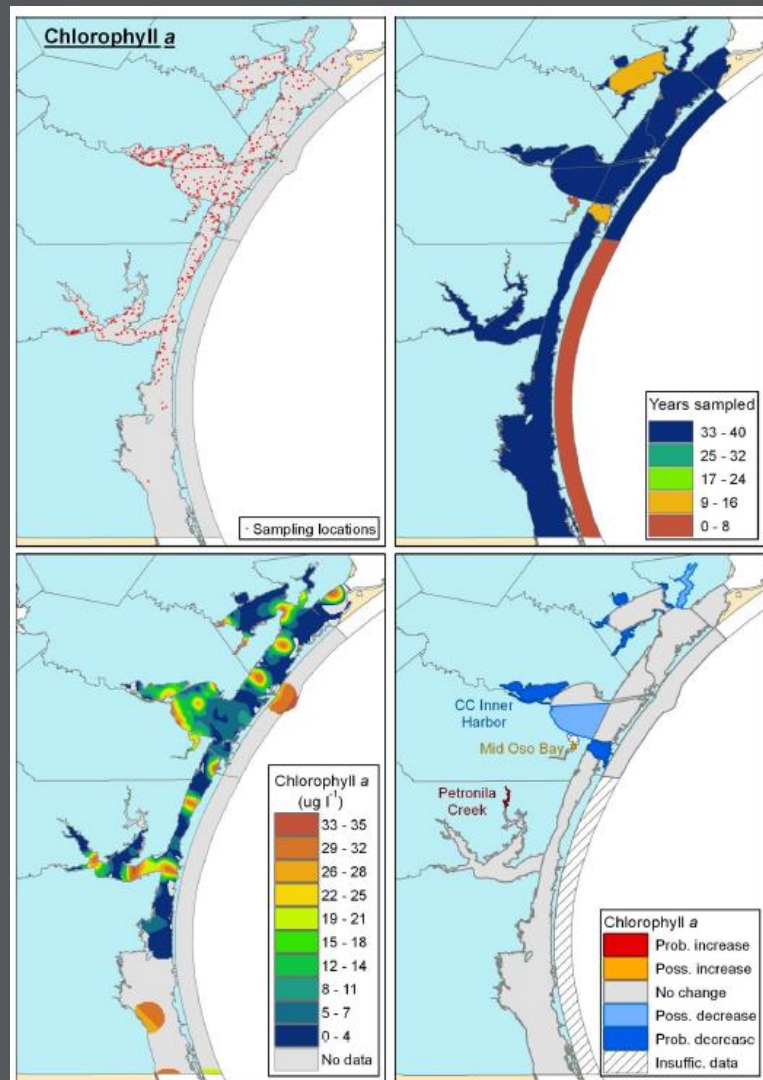 Chlorophyll a
· Sampling locations
Years sampled
33 - 40
25 - 32
17 - 24
9 - 16
0 - 8
Chlorophyll a
(ug l-1)
33 - 35
29 - 32
26 - 28
22 - 25
19 - 21
15 - 18
12 - 14
8 - 11
5 - 7
0 - 4
No data
CC Inner
Harbor
Mid Oso Bay
Petronila
Creek
Chlorophyll a
Prob. increase
Poss. increase
No change
Poss. decrease
Prob. decrease
Insuffic. data